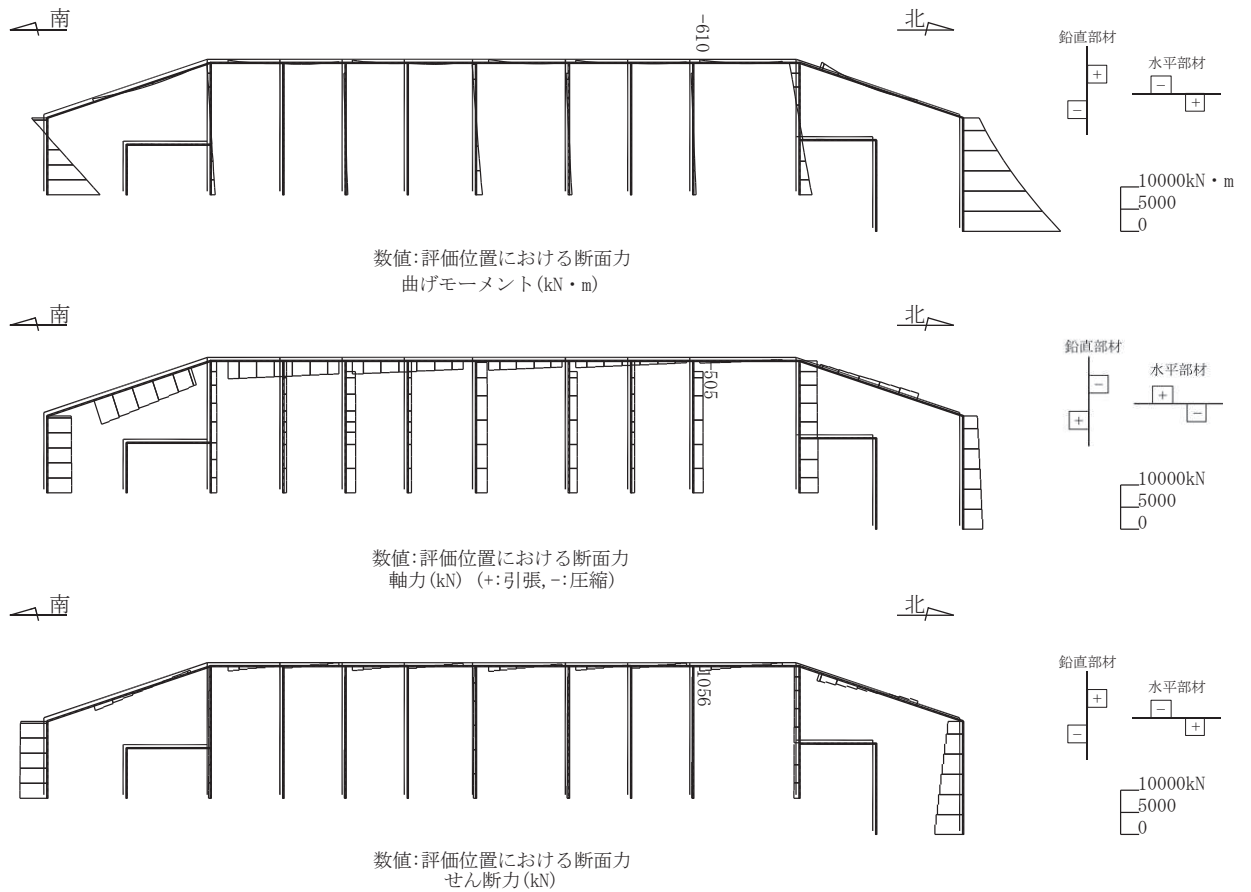 南
北
-610
鉛直部材
+
-
水平部材
-
+
10000kN・m
5000
0
数値:評価位置における断面力
曲げモーメント(kN・m)
南
北
-505
鉛直部材
-
+
水平部材
+
-
10000kN
5000
0
数値:評価位置における断面力
軸力(kN) (+:引張,-:圧縮)
南
北
1056
鉛直部材
+
-
水平部材
-
+
10000kN
5000
0
数値:評価位置における断面力
せん断力(kN)